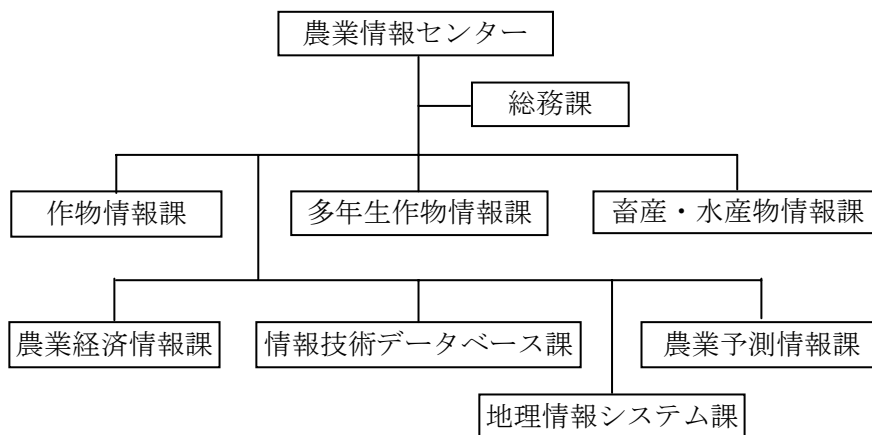 農業情報センター
総務課
作物情報課
多年生作物情報課
畜産・水産物情報課
農業経済情報課
情報技術データベース課
農業予測情報課
地理情報システム課